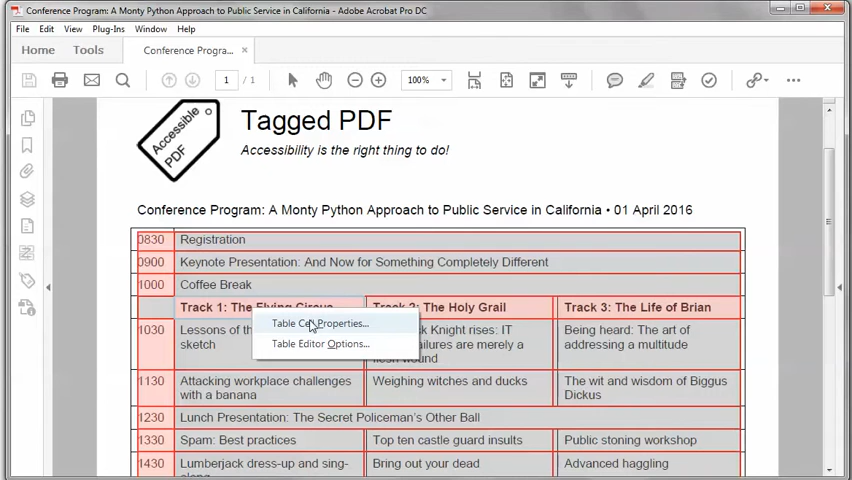 Conference Program: A Monty Python Approach to Public Service in California - Adobe Acrobat Pro DC
File Edit View Plug-Ins Window Help
Home Tools Conference Progra... ×
1 / 1 100%
Accessible
PDF
Tagged PDF
Accessibility is the right thing to do!
Conference Program: A Monty Python Approach to Public Service in California • 01 April 2016
0830 Registration
0900 Keynote Presentation: And Now for Something Completely Different
1000 Coffee Break
Track 1: The Flying Circus Track 2: The Holy Grail Track 3: The Life of Brian
Table Cell Properties...
Table Editor Options...
1030 Lessons of th k Knight rises: IT Being heard: The art of
sketch ailures are merely a addressing a multitude
flesh wound
1130 Attacking workplace challenges Weighing witches and ducks The wit and wisdom of Biggus
with a banana Dickus
1230 Lunch Presentation: The Secret Policeman's Other Ball
1330 Spam: Best practices Top ten castle guard insults Public stoning workshop
1430 Lumberjack dress-up and sing- Bring out your dead Advanced haggling
along